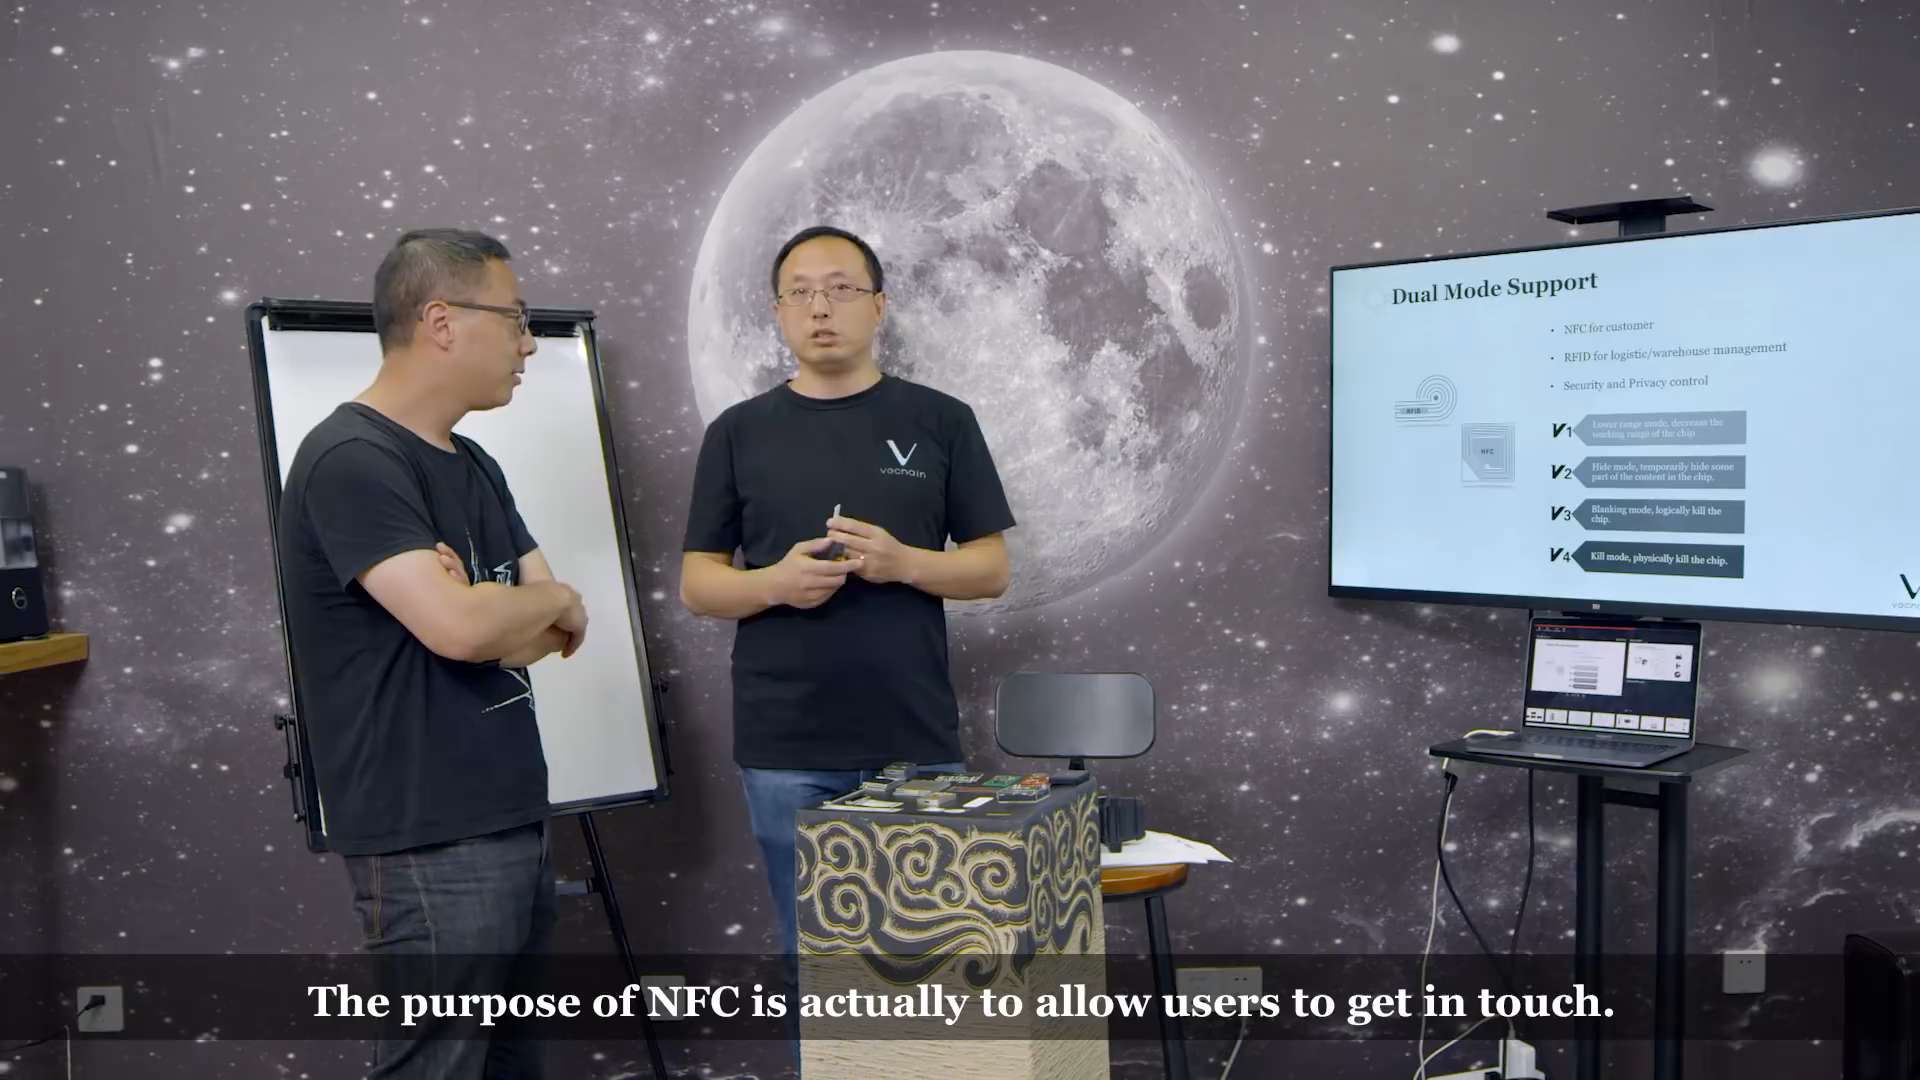 Dual Mode Support
• NFC for customer
• RFID for logistic/warehouse management
• Security and Privacy control
RFID
NFC
V1
Lower range mode, decrease the
working range of the chip.
V2
Hide mode, temporarily hide some
part of the content in the chip.
V3
Blanking mode, logically kill the
chip.
V4
Kill mode, physically kill the chip.
vechain
The purpose of NFC is actually to allow users to get in touch.